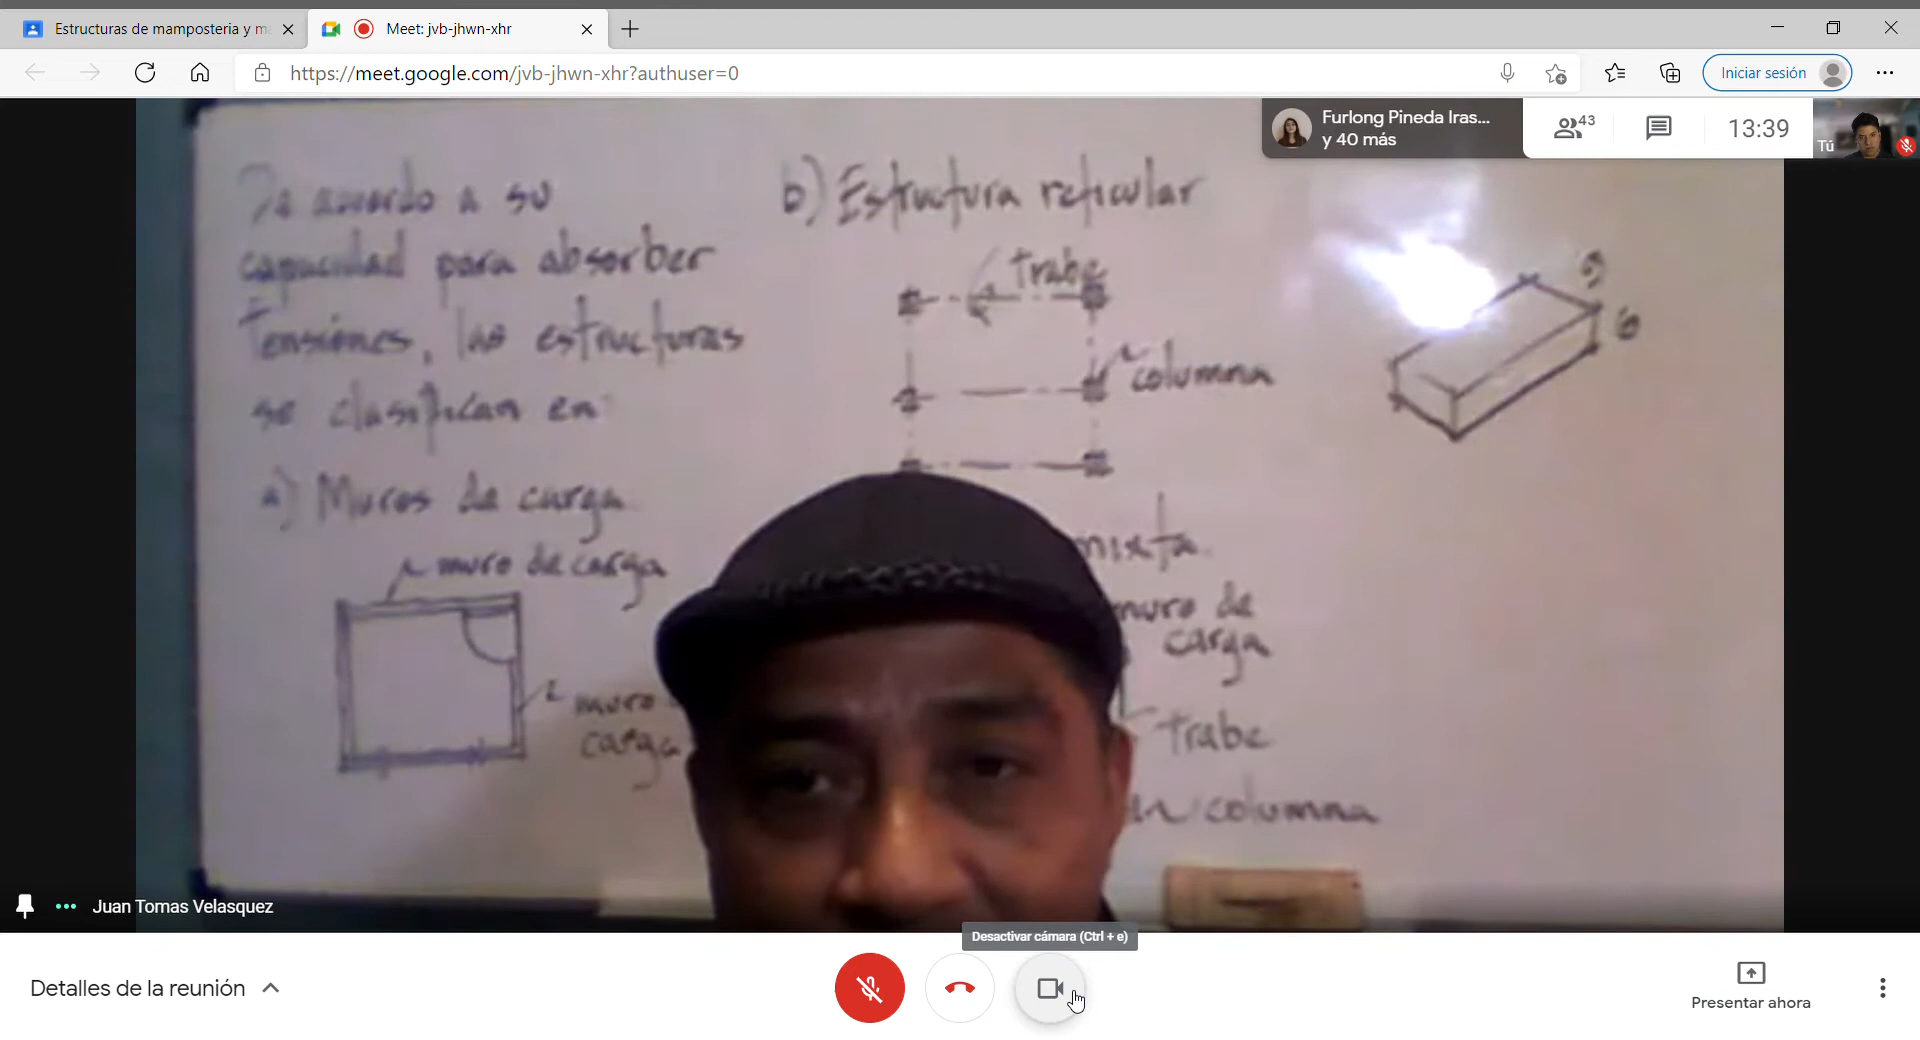 Estructuras de mamposteria y m
Meet: jvb-jhwn-xhr
https://meet.google.com/jvb-jhwn-xhr?authuser=0
Iniciar sesión
Furlong Pineda Iras...
y 40 más
43
13:39
Tú
De acuerdo a su
capacidad para absorber
Tensiones, las estructuras
se clasifican en:
a) Muros de carga
muro de carga
muro
carga
b) Estructura reticular
trabe
columna
mixta
muro de
carga
trabe
columna
Juan Tomas Velasquez
Desactivar cámara (Ctrl + e)
Detalles de la reunión
Presentar ahora